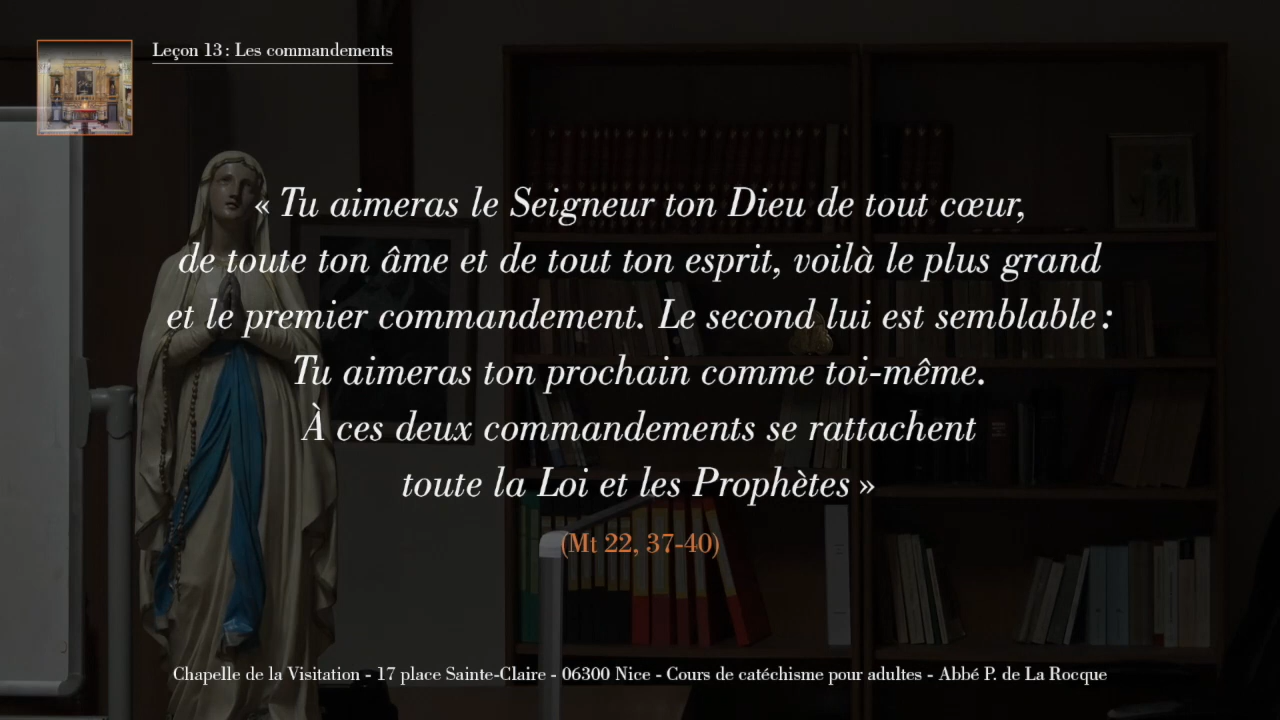 Leçon 13 : Les commandements
« Tu aimeras le Seigneur ton Dieu de tout cœur,
de toute ton âme et de tout ton esprit, voilà le plus grand
et le premier commandement. Le second lui est semblable :
Tu aimeras ton prochain comme toi-même.
À ces deux commandements se rattachent
toute la Loi et les Prophètes »
(Mt 22, 37-40)
Chapelle de la Visitation - 17 place Sainte-Claire - 06300 Nice - Cours de catéchisme pour adultes - Abbé P. de La Rocque